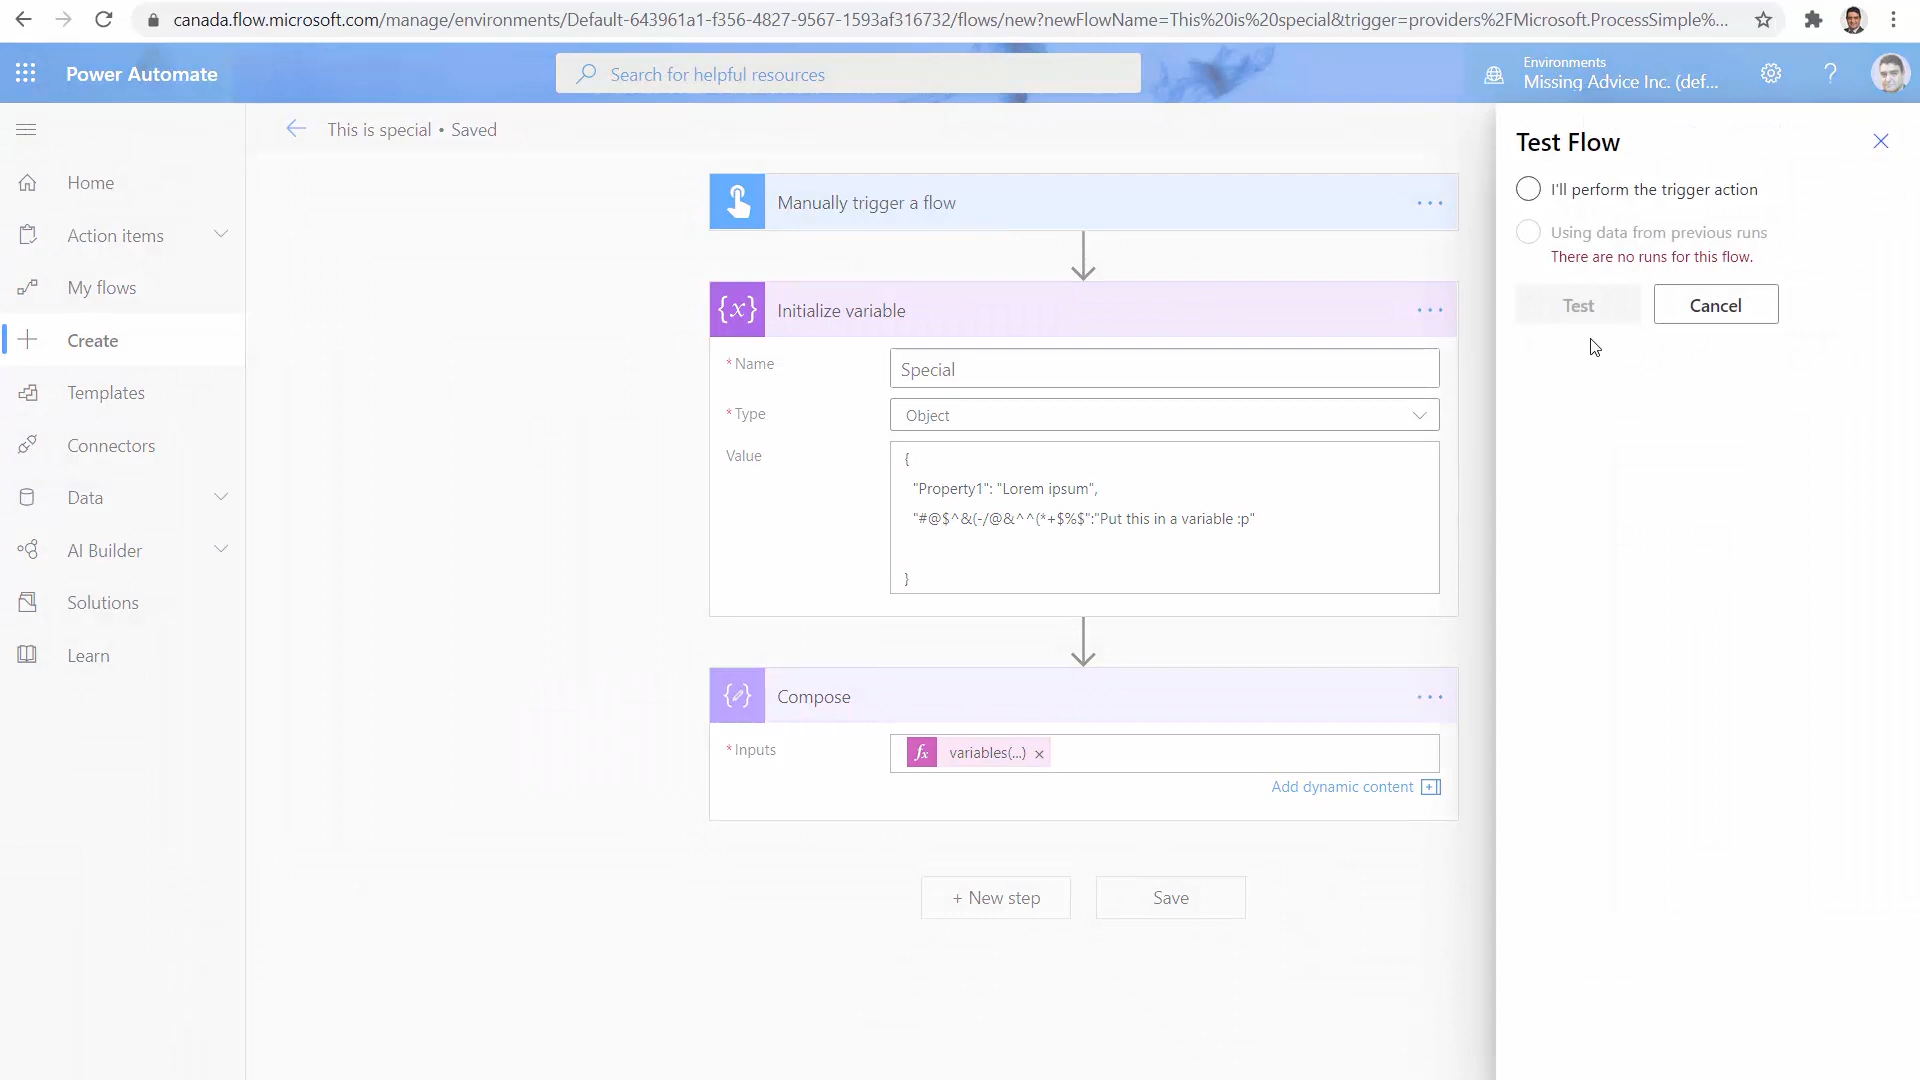 canada.flow.microsoft.com/manage/environments/Default-643961a1-f356-4827-9567-1593af316732/flows/new?newFlowName=This%20is%20special&trigger=providers%2FMicrosoft.ProcessSimple%...
Power Automate
Search for helpful resources
Environments
Missing Advice Inc. (def...
?
This is special • Saved
Home
Action items
My flows
Create
Templates
Connectors
Data
AI Builder
Solutions
Learn
Manually trigger a flow
{x} Initialize variable
* Name
Special
* Type
Object
Value
{
"Property1": "Lorem ipsum",
"#@$^&(-/@&^^(*+$%$":"Put this in a variable :p"
}
Compose
* Inputs
fx variables(...) ×
Add dynamic content
+ New step
Save
Test Flow
I'll perform the trigger action
Using data from previous runs
There are no runs for this flow.
Test
Cancel